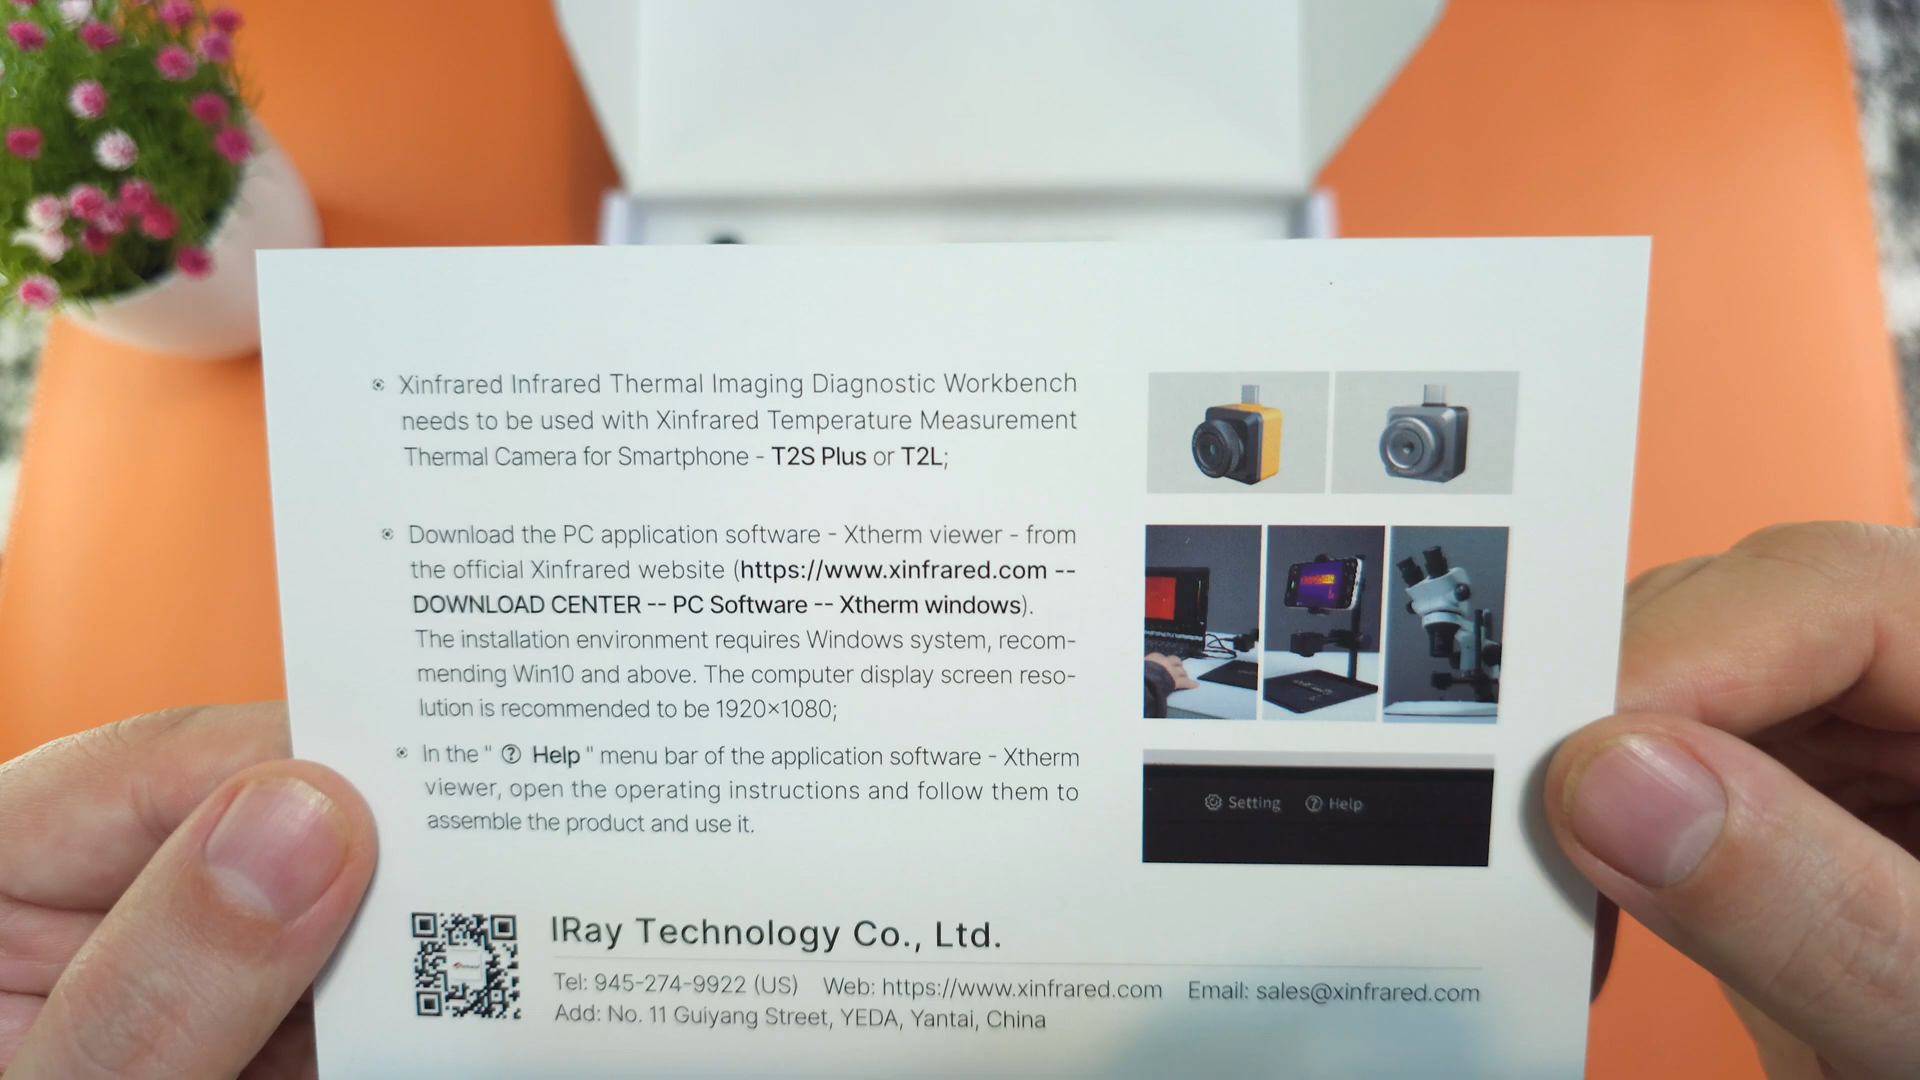 Xinfrared Infrared Thermal Imaging Diagnostic Workbench
needs to be used with Xinfrared Temperature Measurement
Thermal Camera for Smartphone - T2S Plus or T2L;
Download the PC application software - Xtherm viewer - from
the official Xinfrared website (https://www.xinfrared.com --
DOWNLOAD CENTER -- PC Software -- Xtherm windows).
The installation environment requires Windows system, recom-
mending Win10 and above. The computer display screen reso-
lution is recommended to be 1920×1080;
In the " ? Help " menu bar of the application software - Xtherm
viewer, open the operating instructions and follow them to
assemble the product and use it.
Setting ? Help
IRay Technology Co., Ltd.
Tel: 945-274-9922 (US) Web: https://www.xinfrared.com Email: sales@xinfrared.com
Add: No. 11 Guiyang Street, YEDA, Yantai, China